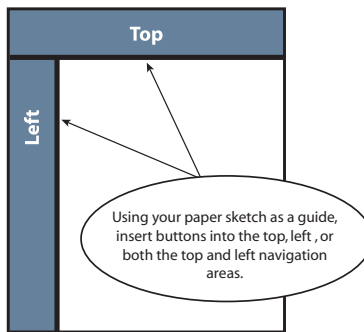 Top
Left
Using your paper sketch as a guide,
insert buttons into the top, left , or
both the top and left navigation
areas.